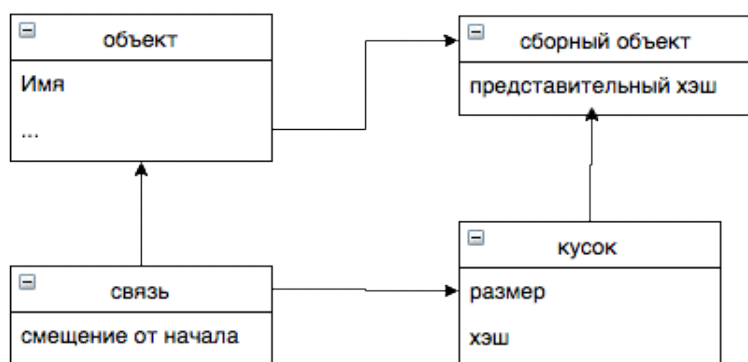 объект
Имя
...
сборный объект
представительный хэш
связь
смещение от начала
кусок
размер
хэш